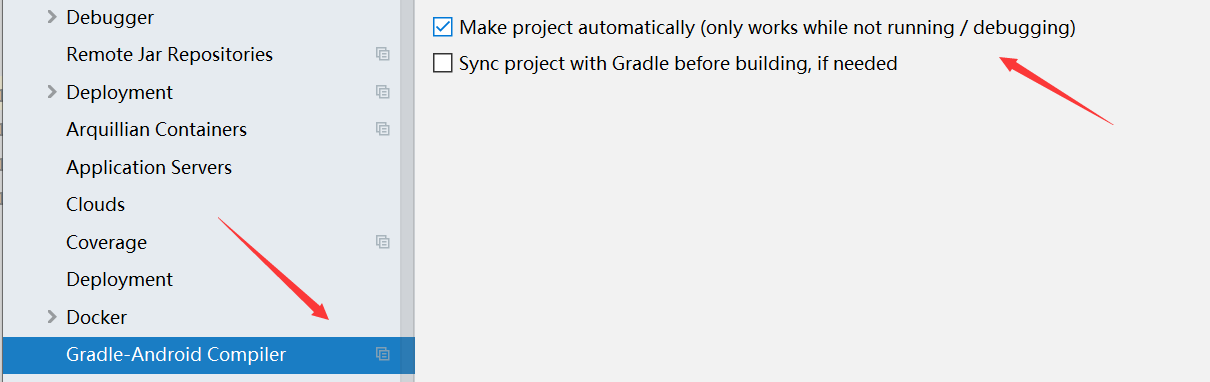 Debugger
Remote Jar Repositories
Deployment
Arquillian Containers
Application Servers
Clouds
Coverage
Deployment
Docker
Gradle-Android Compiler
Make project automatically (only works while not running / debugging)
Sync project with Gradle before building, if needed